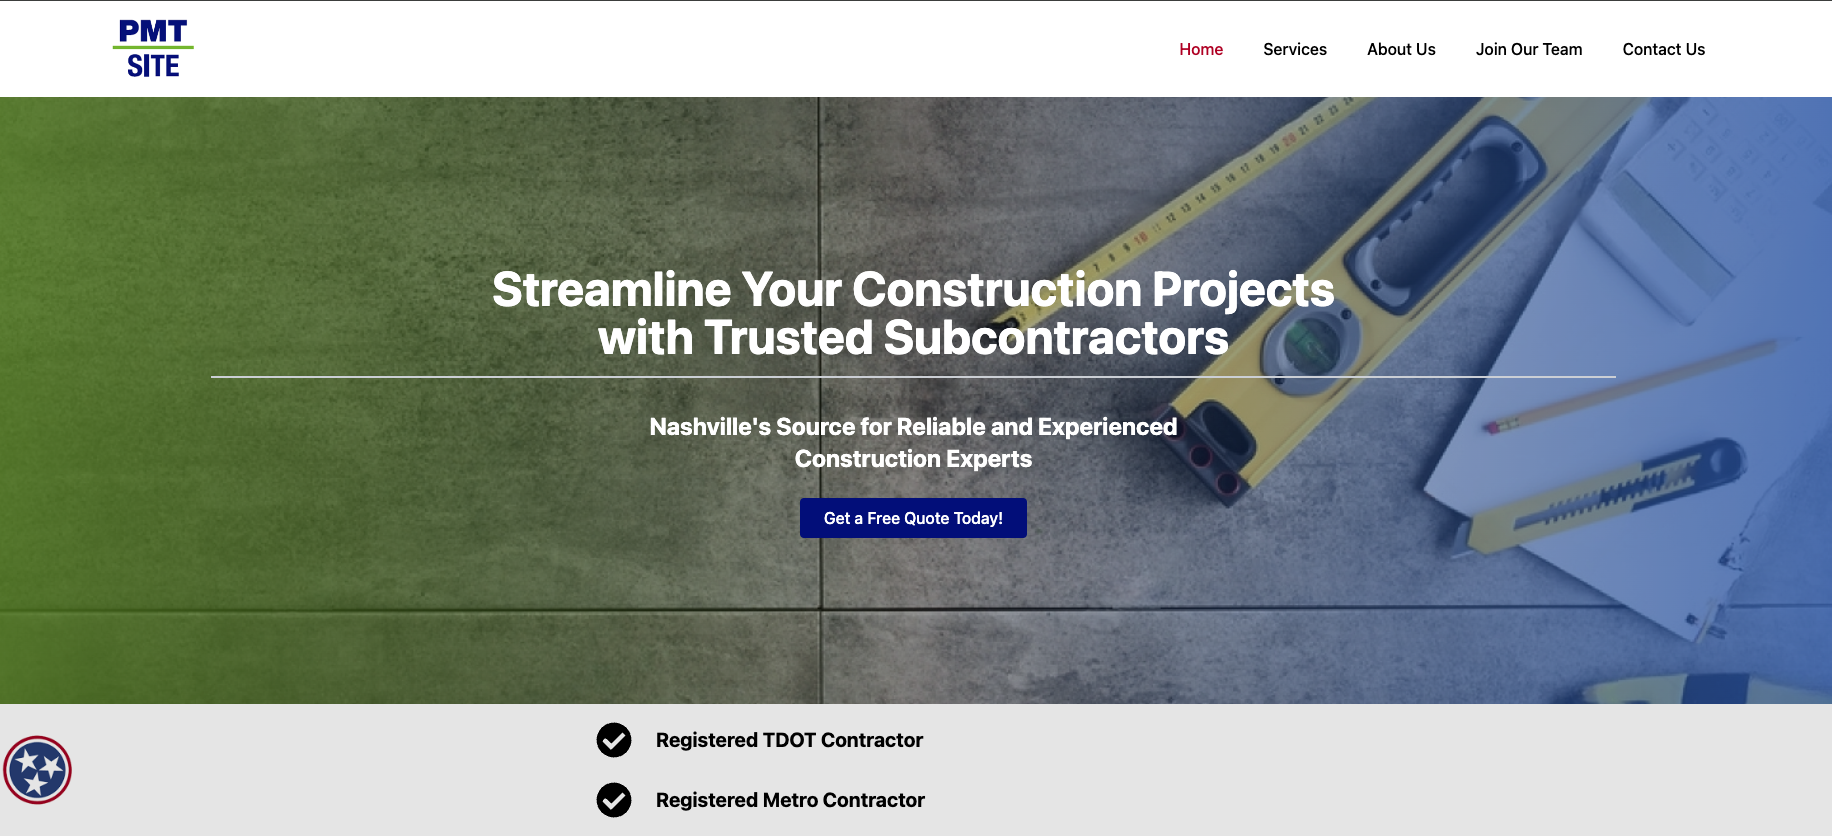 PMT
SITE
Home
Services
About Us
Join Our Team
Contact Us
Streamline Your Construction Projects
with Trusted Subcontractors
Nashville's Source for Reliable and Experienced
Construction Experts
Get a Free Quote Today!
Registered TDOT Contractor
Registered Metro Contractor